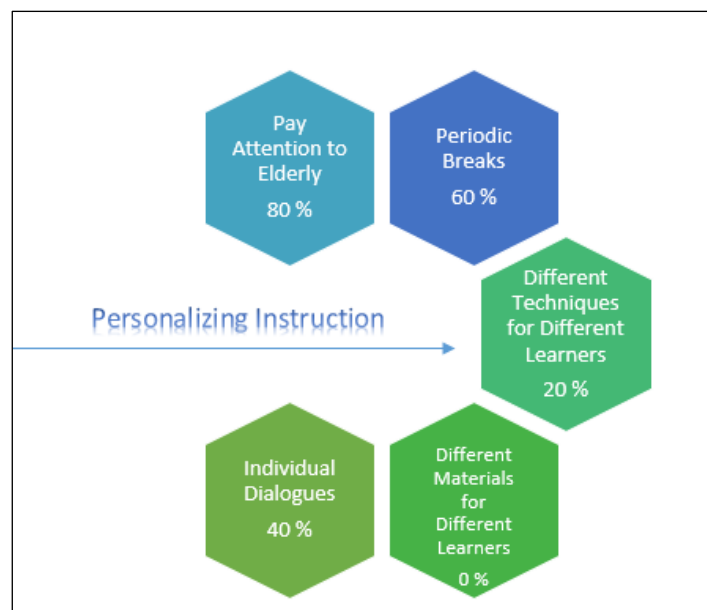 Pay
Attention to
Elderly
80 %
Periodic
Breaks
60 %
Different
Techniques
for Different
Learners
20 %
Personalizing Instruction
Individual
Dialogues
40 %
Different
Materials
for
Different
Learners
0 %